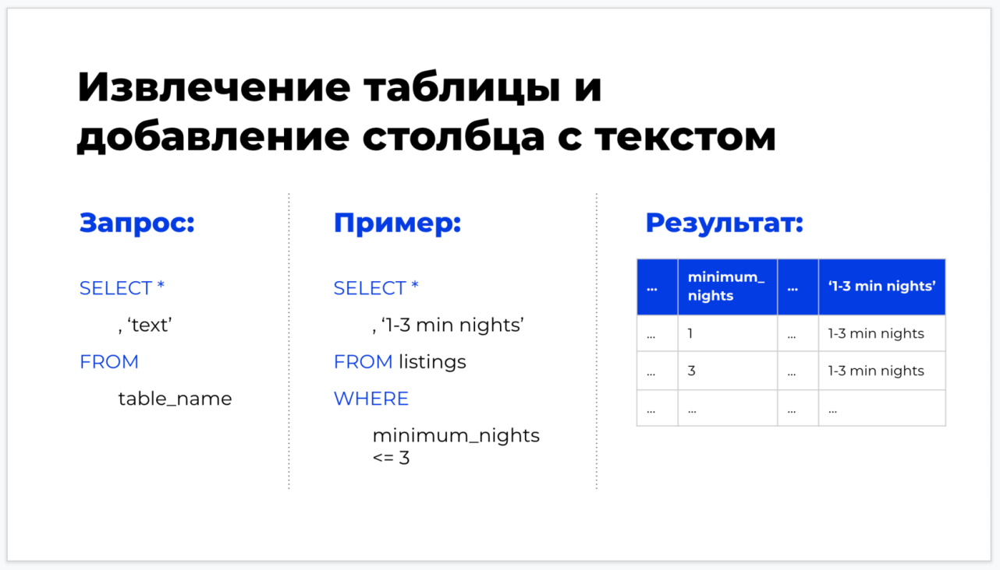 Извлечение таблицы и
добавление столбца с текстом
Запрос:
SELECT *
, ‘text’
FROM
table_name
Пример:
SELECT *
, ‘1-3 min nights’
FROM listings
WHERE
minimum_nights
<= 3
Результат:
... minimum_nights ... ‘1-3 min nights’
... 1 ... 1-3 min nights
... 3 ... 1-3 min nights
... ... ... ...